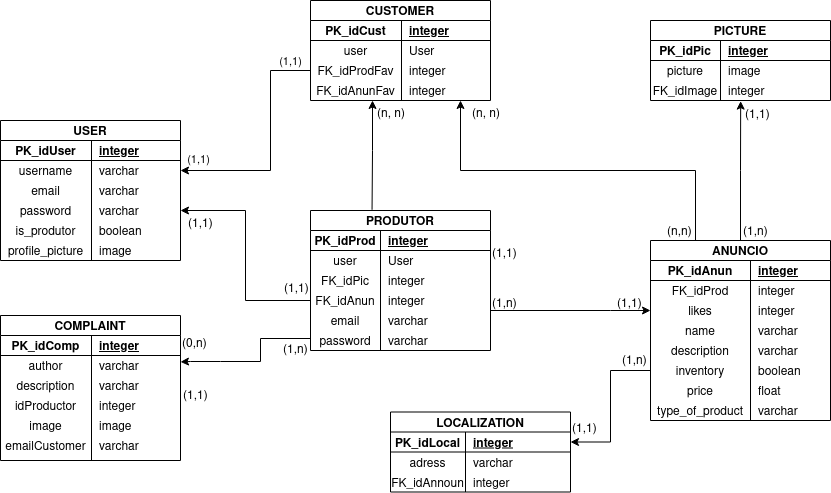 CUSTOMER
PK_idCust integer
user User
FK_idProdFav integer
FK_idAnunFav integer
PICTURE
PK_idPic integer
picture image
FK_idImage integer
(1,1)
(n, n)
(n, n)
(1,1)
USER
PK_idUser integer
username varchar
email varchar
password varchar
is_produtor boolean
profile_picture image
(1,1)
(1,1)
PRODUTOR
PK_idProd integer
user User
FK_idPic integer
FK_idAnun integer
email varchar
password varchar
(1,1)
(1,1)
(1,n)
(1,1)
(1,n)
(n,n)
(1,n)
ANUNCIO
PK_idAnun integer
FK_idProd integer
likes integer
name varchar
description varchar
inventory boolean
price float
type_of_product varchar
(1,n)
COMPLAINT
PK_idComp integer
author varchar
description varchar
idProductor integer
image image
emailCustomer varchar
(0,n)
(1,1)
LOCALIZATION
PK_idLocal integer
adress varchar
FK_idAnnoun integer
(1,1)